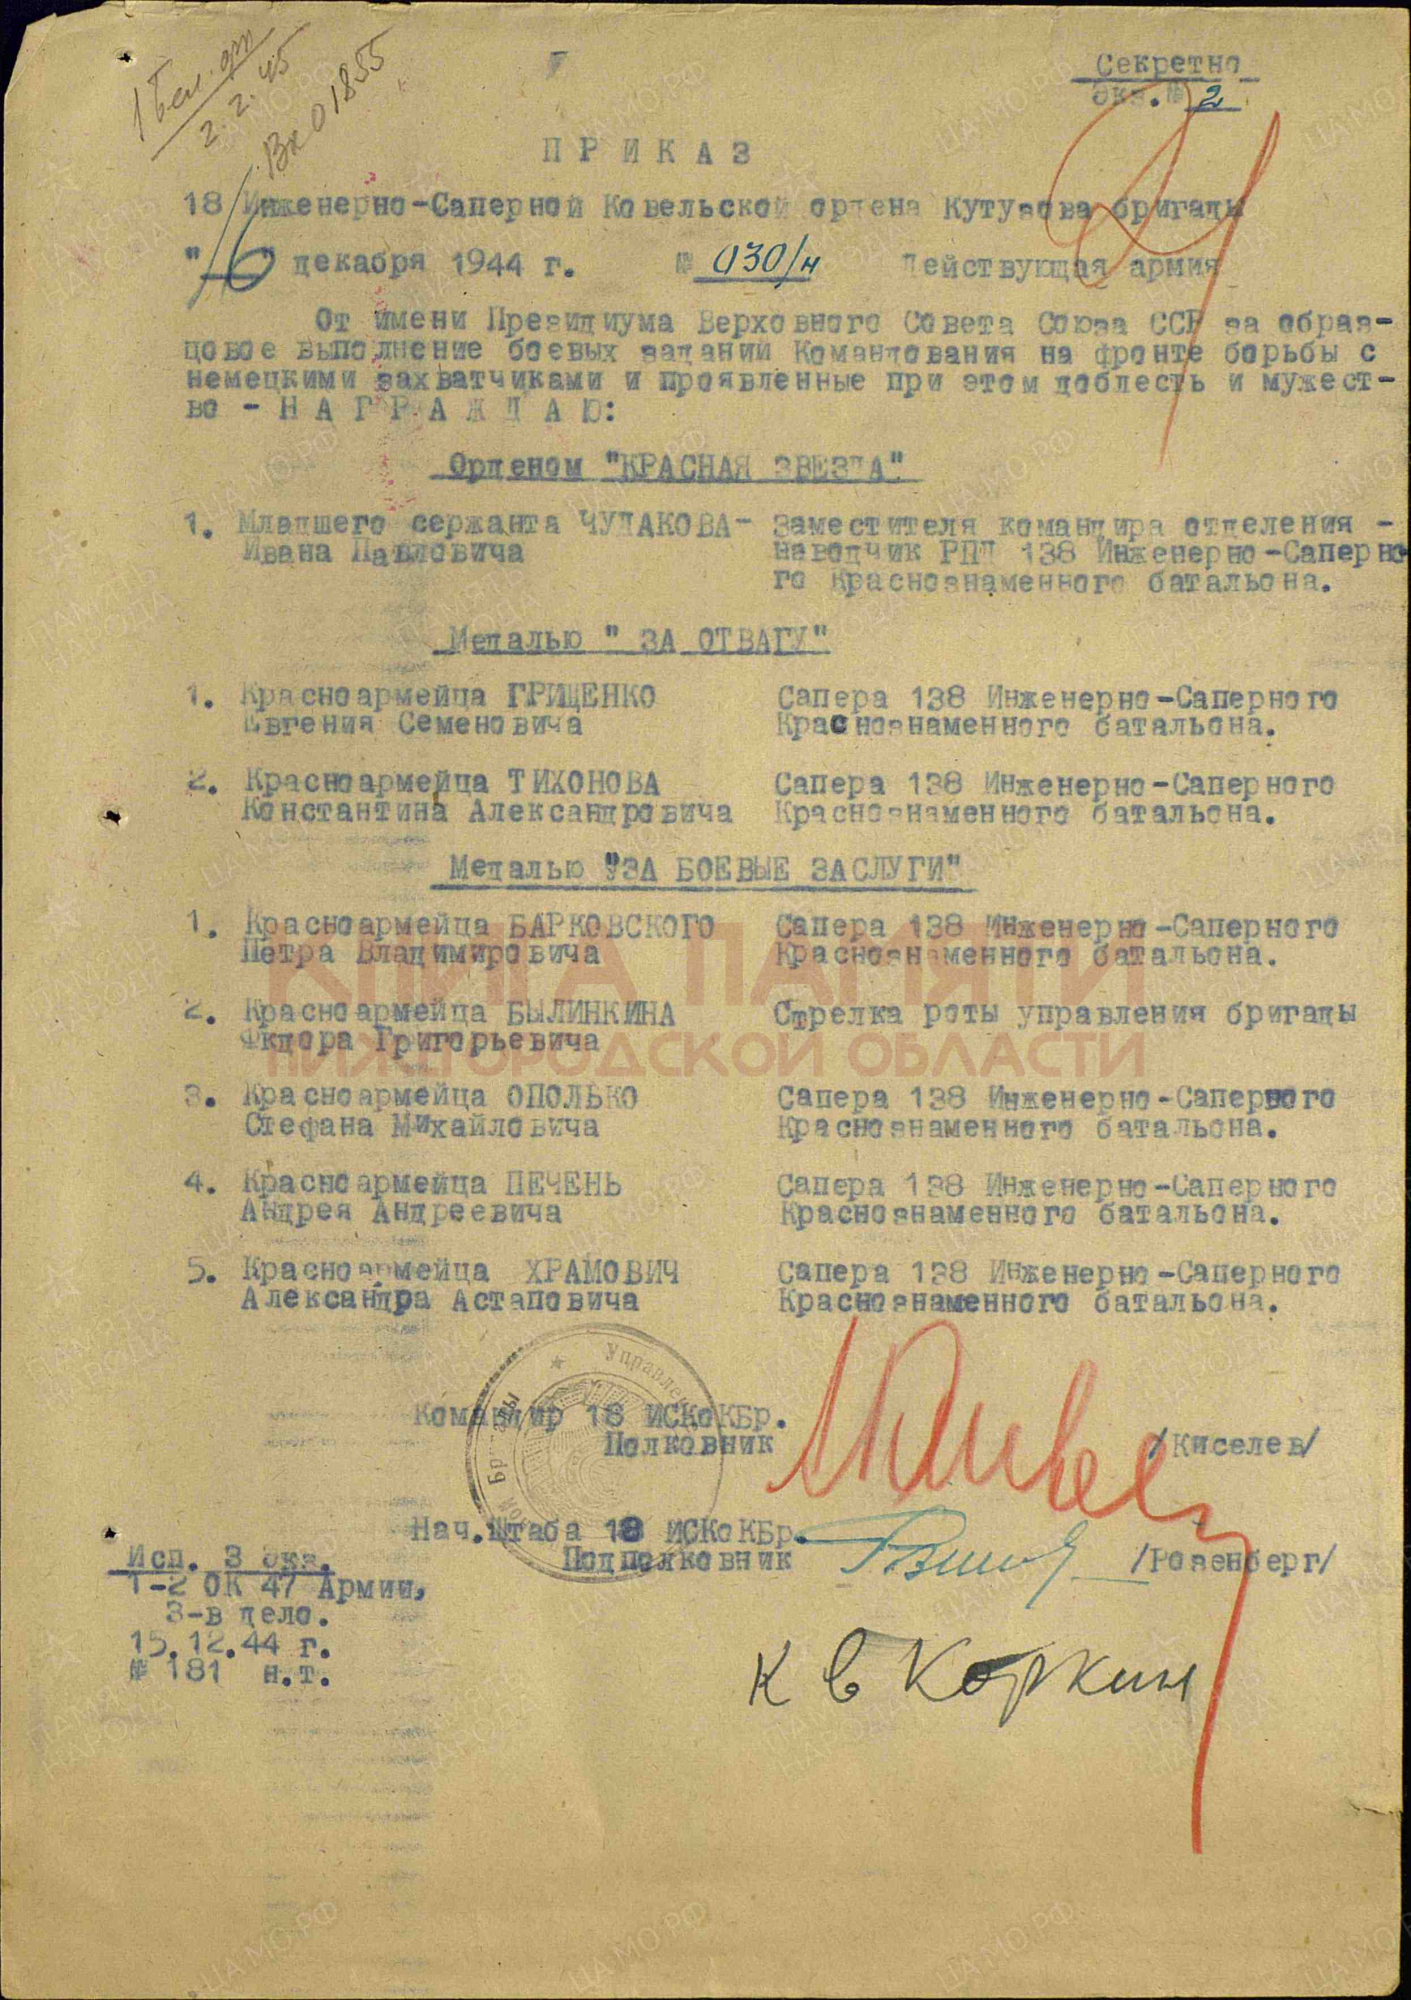 1 Бел. фр
2.2.45
Вх 01855
Секретно
Экз.№ 2
ПРИКАЗ
18 Инженерно-Саперной Ковельской ордена Кутузова бригады
"16" декабря 1944 г. № 030/н Действующая армия
От имени Президиума Верховного Совета Союза ССР за образ-
цовое выполнение боевых заданий Командования на фронте борьбы с
немецкими захватчиками и проявленные при этом доблесть и мужест-
во - НАГРАЖДАЮ:
Орденом "КРАСНАЯ ЗВЕЗДА"
1. Младшего сержанта ЧУДАКОВА- Заместителя командира отделения -
Ивана Павловича наводчик РПД 138 Инженерно-Саперно-
го Краснознаменного батальона.
Медалью " ЗА ОТВАГУ"
1. Красноармейца ГРИЦЕНКО Сапера 138 Инженерно-Саперного
Евгения Семеновича Краснознаменного батальона.
2. Красноармейца ТИХОНОВА Сапера 138 Инженерно-Саперного
Константина Александровича Краснознаменного батальона.
Медалью "ЗА БОЕВЫЕ ЗАСЛУГИ"
1. Красноармейца БАРКОВСКОГО Сапера 138 Инженерно-Саперного
Петра Владимировича Краснознаменного батальона.
2. Красноармейца БЫЛИНКИНА Стрелка роты управления бригады
Фкдора Григорьевича
3. Красноармейца ОПОЛЬКО Сапера 138 Инженерно-Саперного
Стефана Михайловича Краснознаменного батальона.
4. Красноармейца ПЕЧЕНЬ Сапера 138 Инженерно-Саперного
Андрея Андреевича Краснознаменного батальона.
5. Красноармейца ХРАМОВИЧ Сапера 138 Инженерно-Саперного
Александра Астаповича Краснознаменного батальона.
КНИГА ПАМЯТИ
НИЖЕГОРОДСКОЙ ОБЛАСТИ
Командир 18 ИСКоКБр.
Полковник /Киселев/
Нач.Штаба 18 ИСКоКБр.
Подполковник /Розенберг/
Исп. 3 экз.
1-2 ОК 47 Армии,
3-в дело.
15.12.44 г.
№ 181 н.т.
К в Коркин